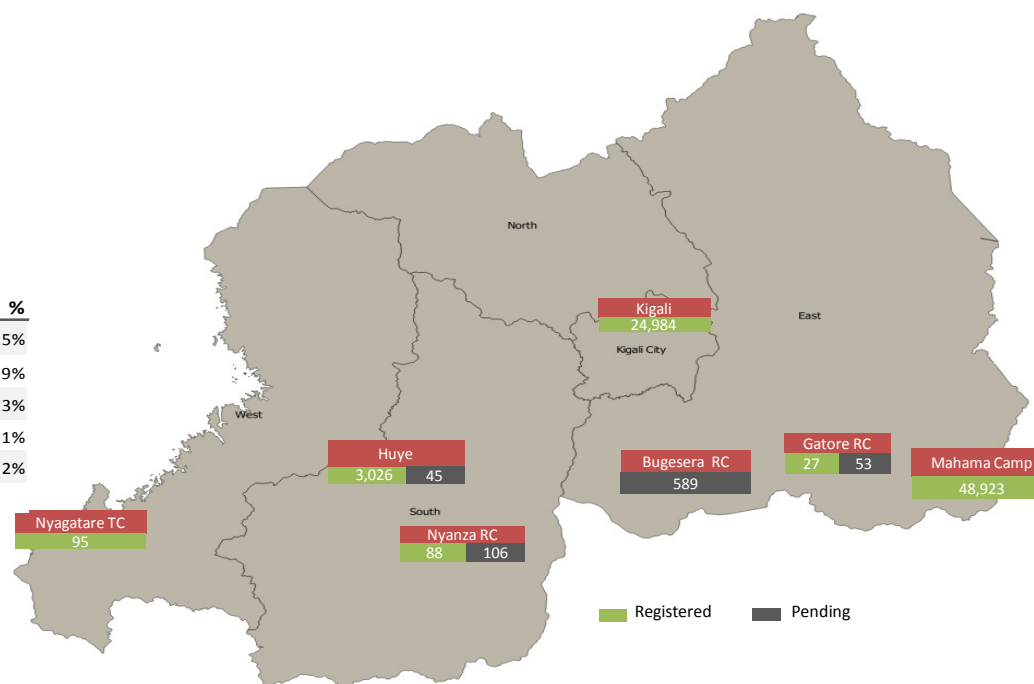 North
%
Kigali
24,984
East
5%
Kigali City
9%
3%
West
1%
Gatore RC
27 53
Huye
3,026 45
Bugesera RC
589
Mahama Camp
48,923
2%
South
Nyagatare TC
95
Nyanza RC
88 106
Registered Pending